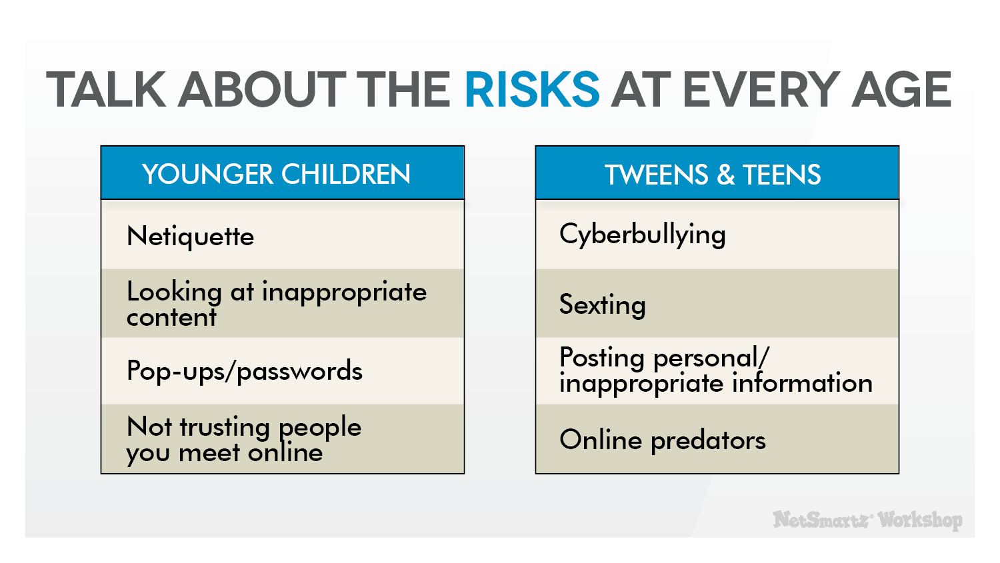 TALK ABOUT THE RISKS AT EVERY AGE
YOUNGER CHILDREN
Netiquette
Looking at inappropriate
content
Pop-ups/passwords
Not trusting people
you meet online
TWEENS & TEENS
Cyberbullying
Sexting
Posting personal/
inappropriate information
Online predators
NetSmartz® Workshop